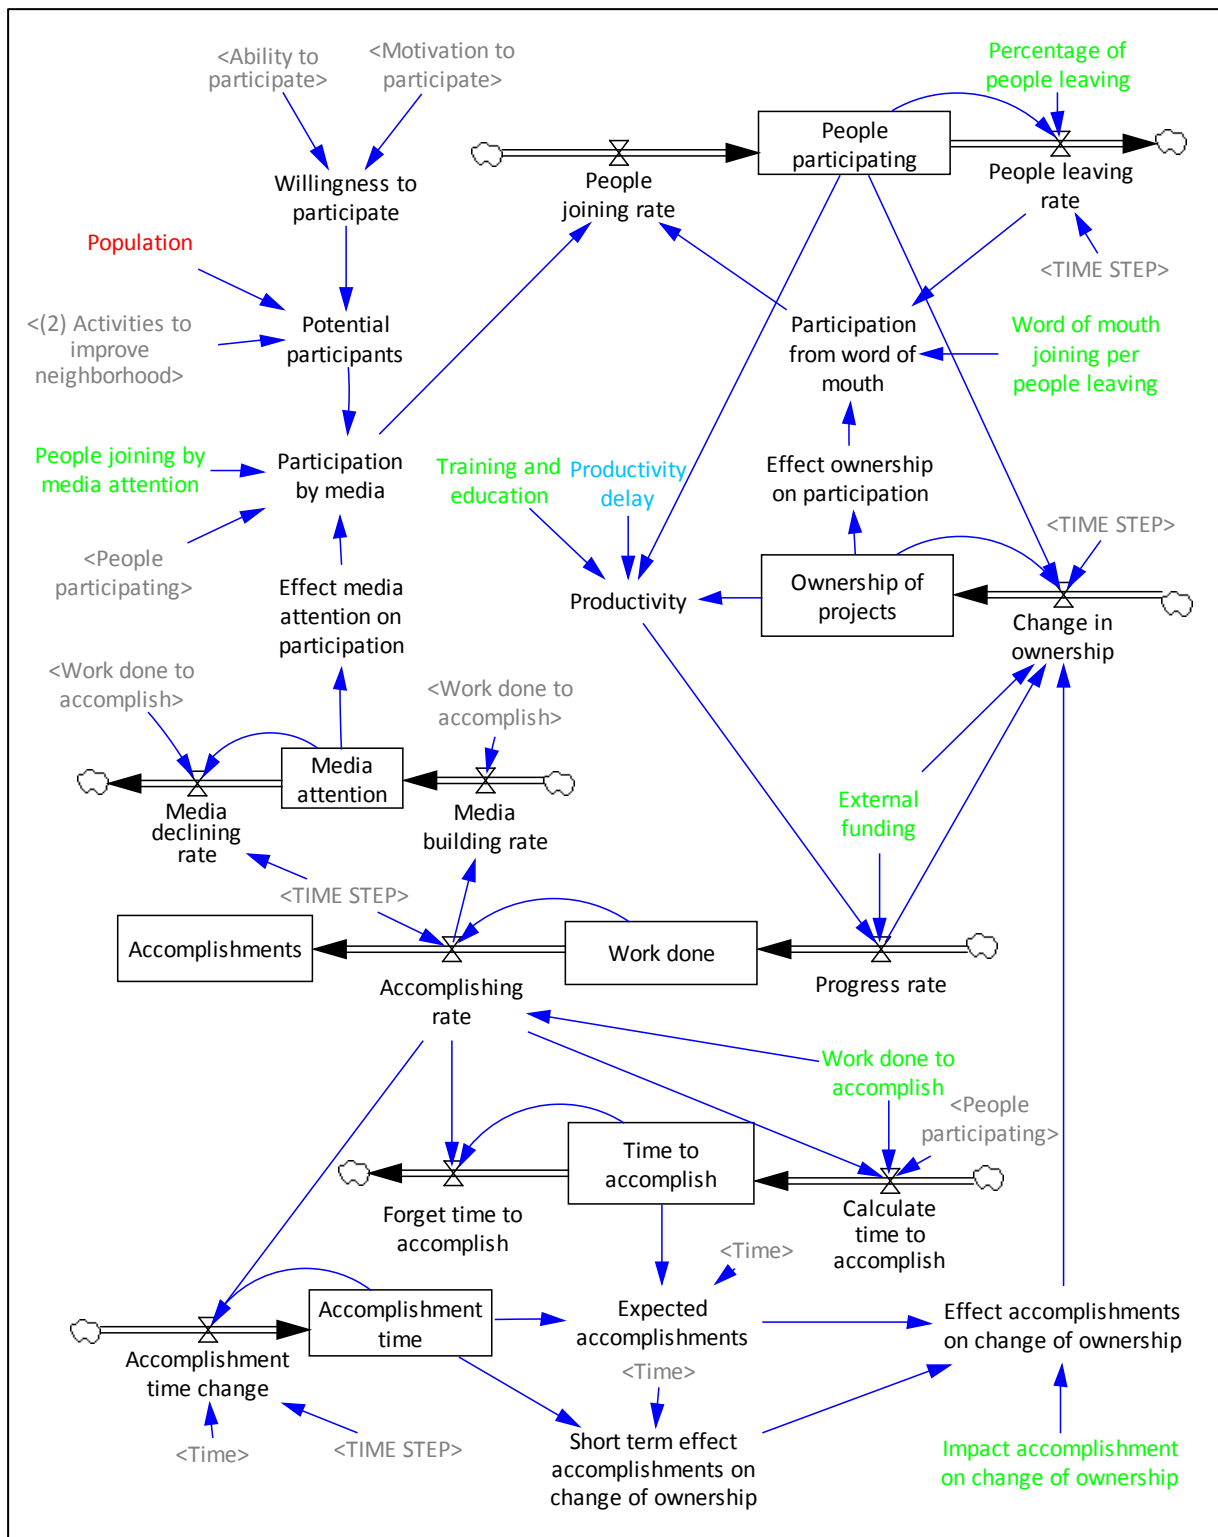 <Ability to
participate>
<Motivation to
participate>
Percentage of
people leaving
People
participating
Willingness to
participate
People
joining rate
People leaving
rate
Population
<TIME STEP>
<(2) Activities to
improve
neighborhood>
Potential
participants
Participation
from word of
mouth
Word of mouth
joining per
people leaving
People joining by
media attention
Participation
by media
Training and
education
Productivity
delay
Effect ownership
on participation
<People
participating>
<TIME STEP>
Effect media
attention on
participation
Productivity
Ownership of
projects
Change in
ownership
<Work done to
accomplish>
<Work done to
accomplish>
Media
attention
Media
declining
rate
Media
building rate
External
funding
<TIME STEP>
Accomplishments
Work done
Accomplishing
rate
Progress rate
Work done to
accomplish
<People
participating>
Time to
accomplish
Forget time to
accomplish
Calculate
time to
accomplish
<Time>
Accomplishment
time
Expected
accomplishments
Effect accomplishments
on change of ownership
Accomplishment
time change
<Time>
<Time>
<TIME STEP>
Short term effect
accomplishments on
change of ownership
Impact accomplishment
on change of ownership